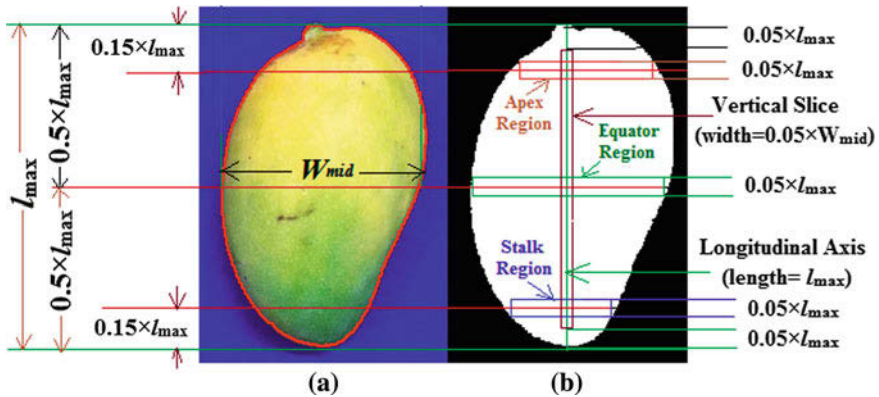 0.15×lmax
0.5×lmax
lmax
0.5×lmax
0.15×lmax
Wmid
(a)
Apex
Region
Equator
Region
Stalk
Region
(b)
0.05×lmax
0.05×lmax
Vertical Slice
(width=0.05×Wmid)
0.05×lmax
Longitudinal Axis
(length= lmax)
0.05×lmax
0.05×lmax